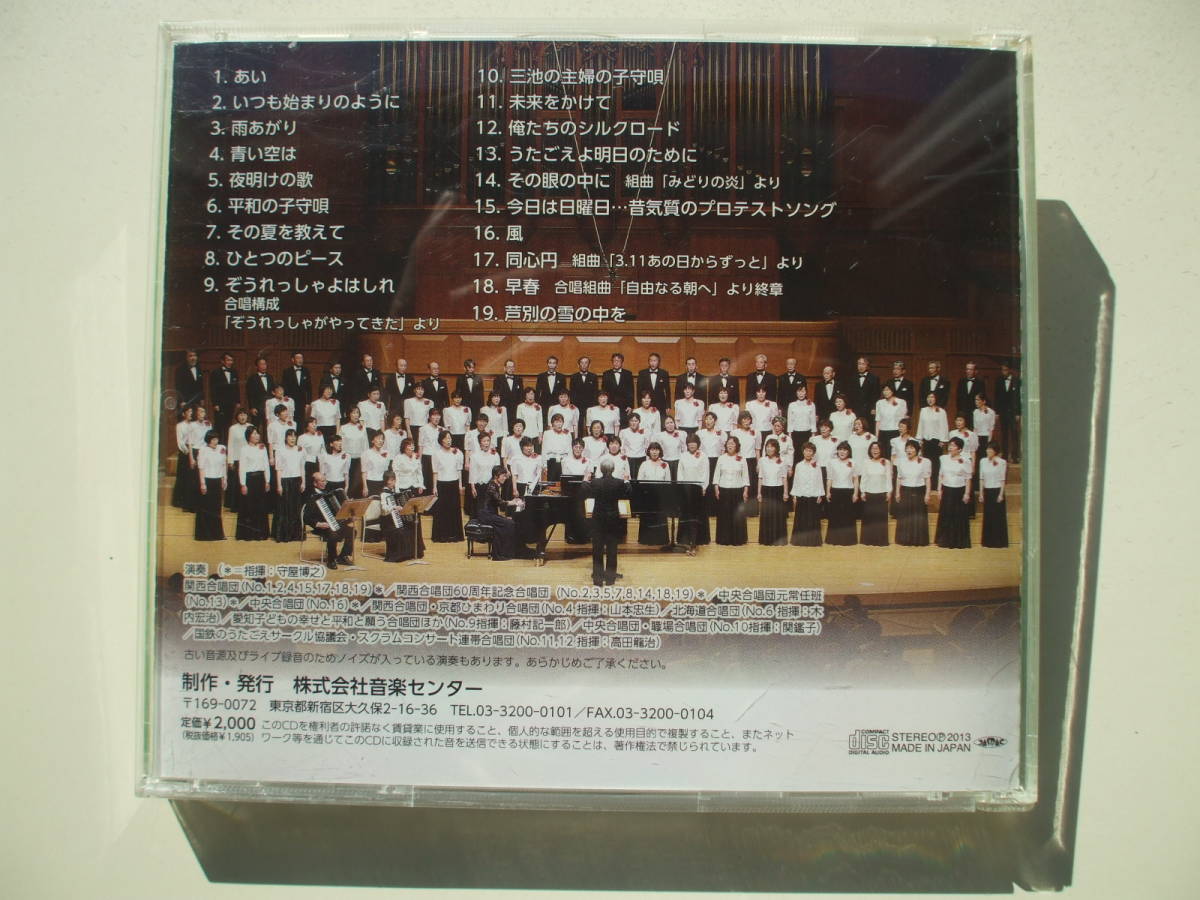 1. あい
2. いつも始まりのように
3. 雨あがり
4. 青い空は
5. 夜明けの歌
6. 平和の子守唄
7. その夏を教えて
8. ひとつのピース
9. ぞうれっしゃよはしれ
合唱構成
「ぞうれっしゃがやってきた」より
10. 三池の主婦の子守唄
11. 未来をかけて
12. 俺たちのシルクロード
13. うたごえよ明日のために
14. その眼の中に 組曲「みどりの炎」より
15. 今日は日曜日…昔気質のプロテストソング
16. 風
17. 同心円 組曲「3.11あの日からずっと」より
18. 早春 合唱組曲「自由なる朝へ」より終章
19. 芦別の雪の中を
演奏 (*=指揮:守屋博之)
関西合唱団(No.1,2,4,15,17,18,19)*/関西合唱団60周年記念合唱団 (No.2,3,5,7,8,14,18,19)*/中央合唱団元常任班
(No.13)*/中央合唱団(No.16)*/関西合唱団・京都ひまわり合唱団(No.4 指揮:山本忠生)/北海道合唱団(No.6 指揮:木
内宏治)/愛知子どもの幸せと平和を願う合唱団ほか(No.9指揮:藤村記一郎)/中央合唱団・職場合唱団(No.10指揮:関鑑子)
/国鉄のうたごえサークル協議会・スクラムコンサート連帯合唱団(No.11,12 指揮:高田龍治)
古い音源及びライブ録音のためノイズが入っている演奏もあります。あらかじめご了承ください。
制作・発行 株式会社音楽センター
〒169-0072 東京都新宿区大久保2-16-36 TEL.03-3200-0101/FAX.03-3200-0104
定価¥2,000 このCDを権利者の許諾なく賃貸業に使用すること、個人的な範囲を超える使用目的で複製すること、またネット
(税抜価格¥1,905) ワーク等を通じてこのCDに収録された音を送信できる状態にすることは、著作権法で禁じられています。
COMPACT
disc
DIGITAL AUDIO
STEREO Ⓟ2013
MADE IN JAPAN